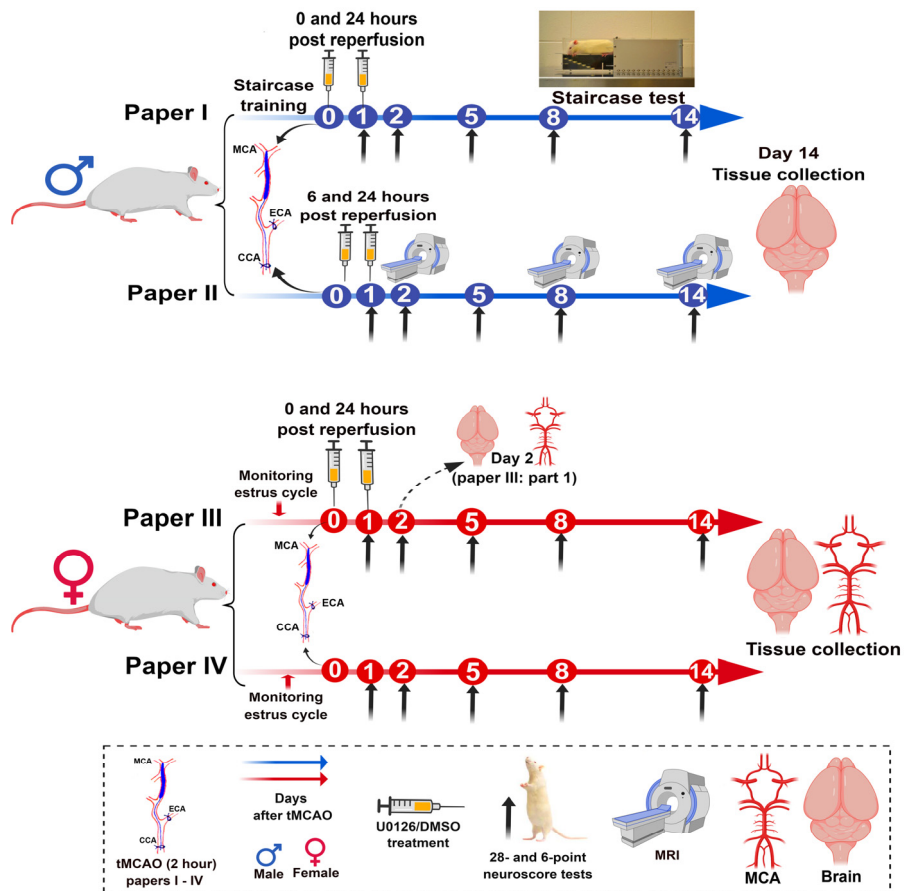 0 and 24 hours
post reperfusion
Staircase
training
Paper I
0 1 2 5 8 14
Staircase test
MCA
ECA
CCA
6 and 24 hours
post reperfusion
Day 14
Tissue collection
Paper II
0 1 2 5 8 14
0 and 24 hours
post reperfusion
Monitoring
estrus cycle
Day 2
(paper III: part 1)
Paper III
0 1 2 5 8 14
MCA
ECA
CCA
Tissue collection
Paper IV
0 1 2 5 8 14
Monitoring
estrus cycle
MCA
ECA
CCA
tMCAO (2 hour)
papers I - IV
Days
after tMCAO
Male Female
U0126/DMSO
treatment
28- and 6-point
neuroscore tests
MRI
MCA
Brain